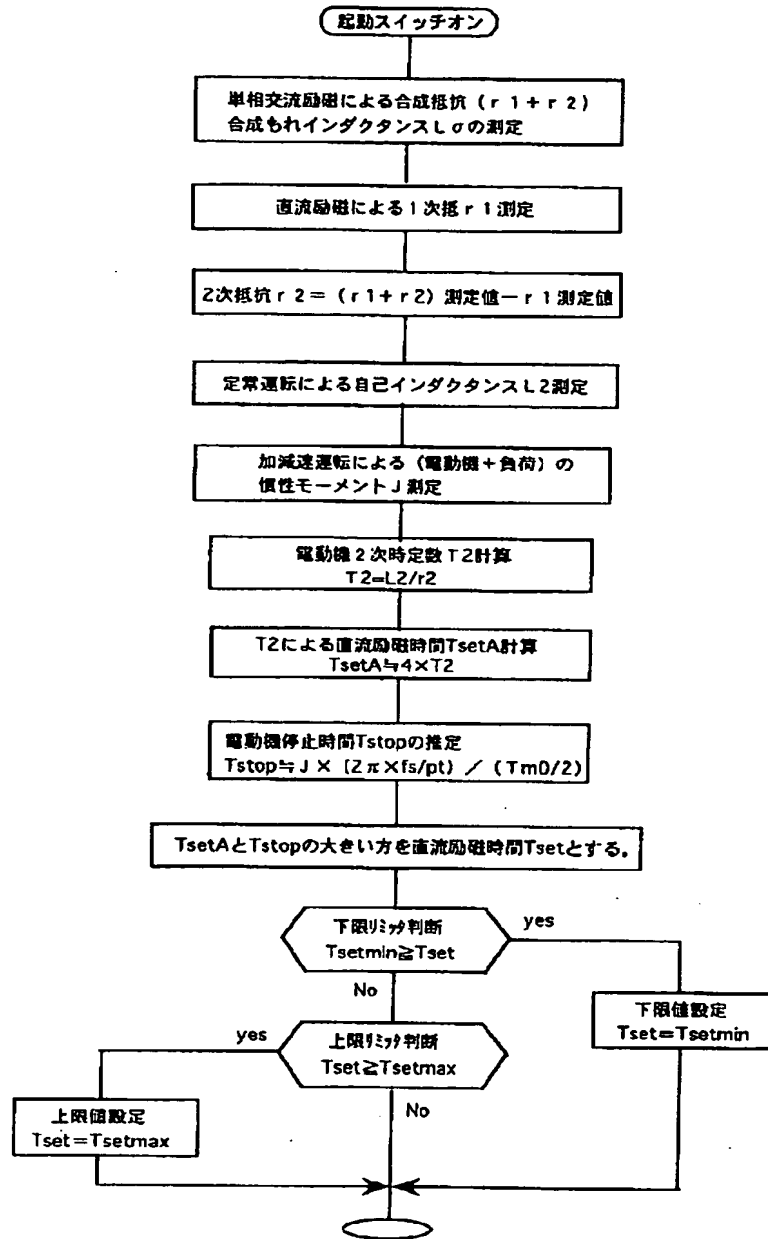 起動スイッチオン
単相交流励磁による合成抵抗（r1+r2）
合成もれインダクタンスLσの測定
直流励磁による1次抵r1測定
2次抵抗r2＝（r1+r2）測定値－r1測定値
定常運転による自己インダクタンスL2測定
加減速運転による（電動機＋負荷）の
慣性モーメントJ測定
電動機2次時定数T2計算
T2=L2/r2
T2による直流励磁時間TsetA計算
TsetA≒4×T2
電動機停止時間Tstopの推定
Tstop≒J×(2π×fs/pt)／(Tm0/2)
TsetAとTstopの大きい方を直流励磁時間Tsetとする。
下限リミッタ判断
Tsetmin≧Tset
yes
No
下限値設定
Tset＝Tsetmin
上限リミッタ判断
Tset≧Tsetmax
yes
No
上限値設定
Tset＝Tsetmax